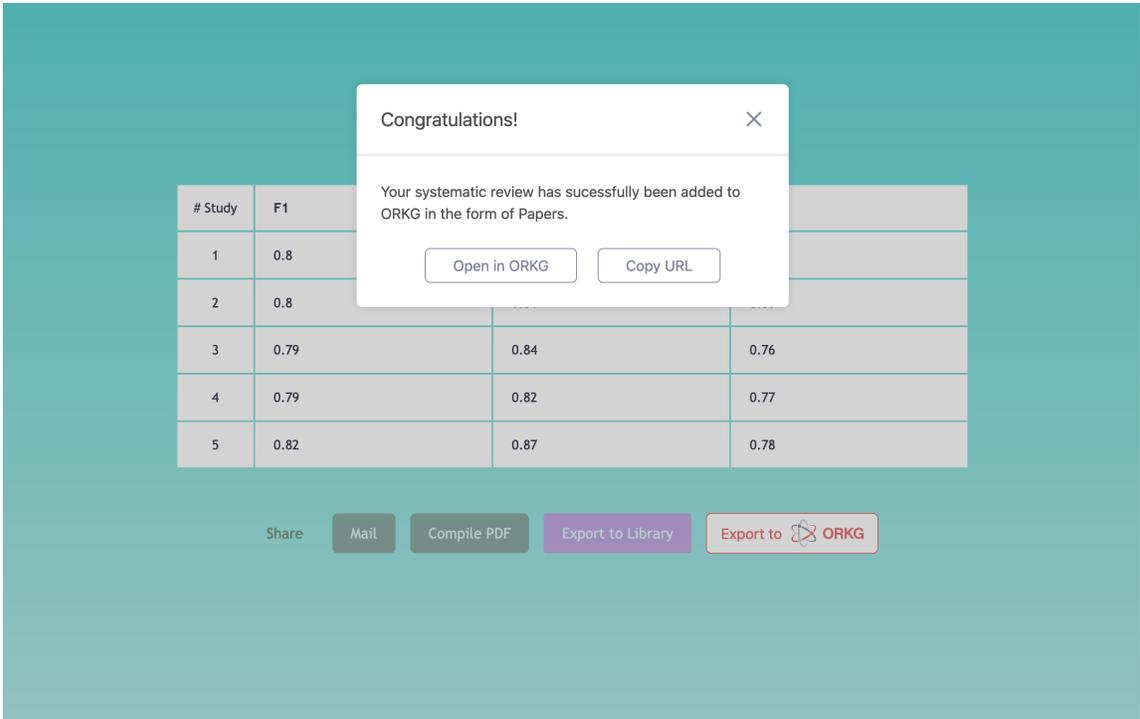 Congratulations!
Your systematic review has sucessfully been added to
ORKG in the form of Papers.
Open in ORKG Copy URL
# Study F1
1 0.8
2 0.8
3 0.79 0.84 0.76
4 0.79 0.82 0.77
5 0.82 0.87 0.78
Share Mail Compile PDF Export to Library Export to ORKG